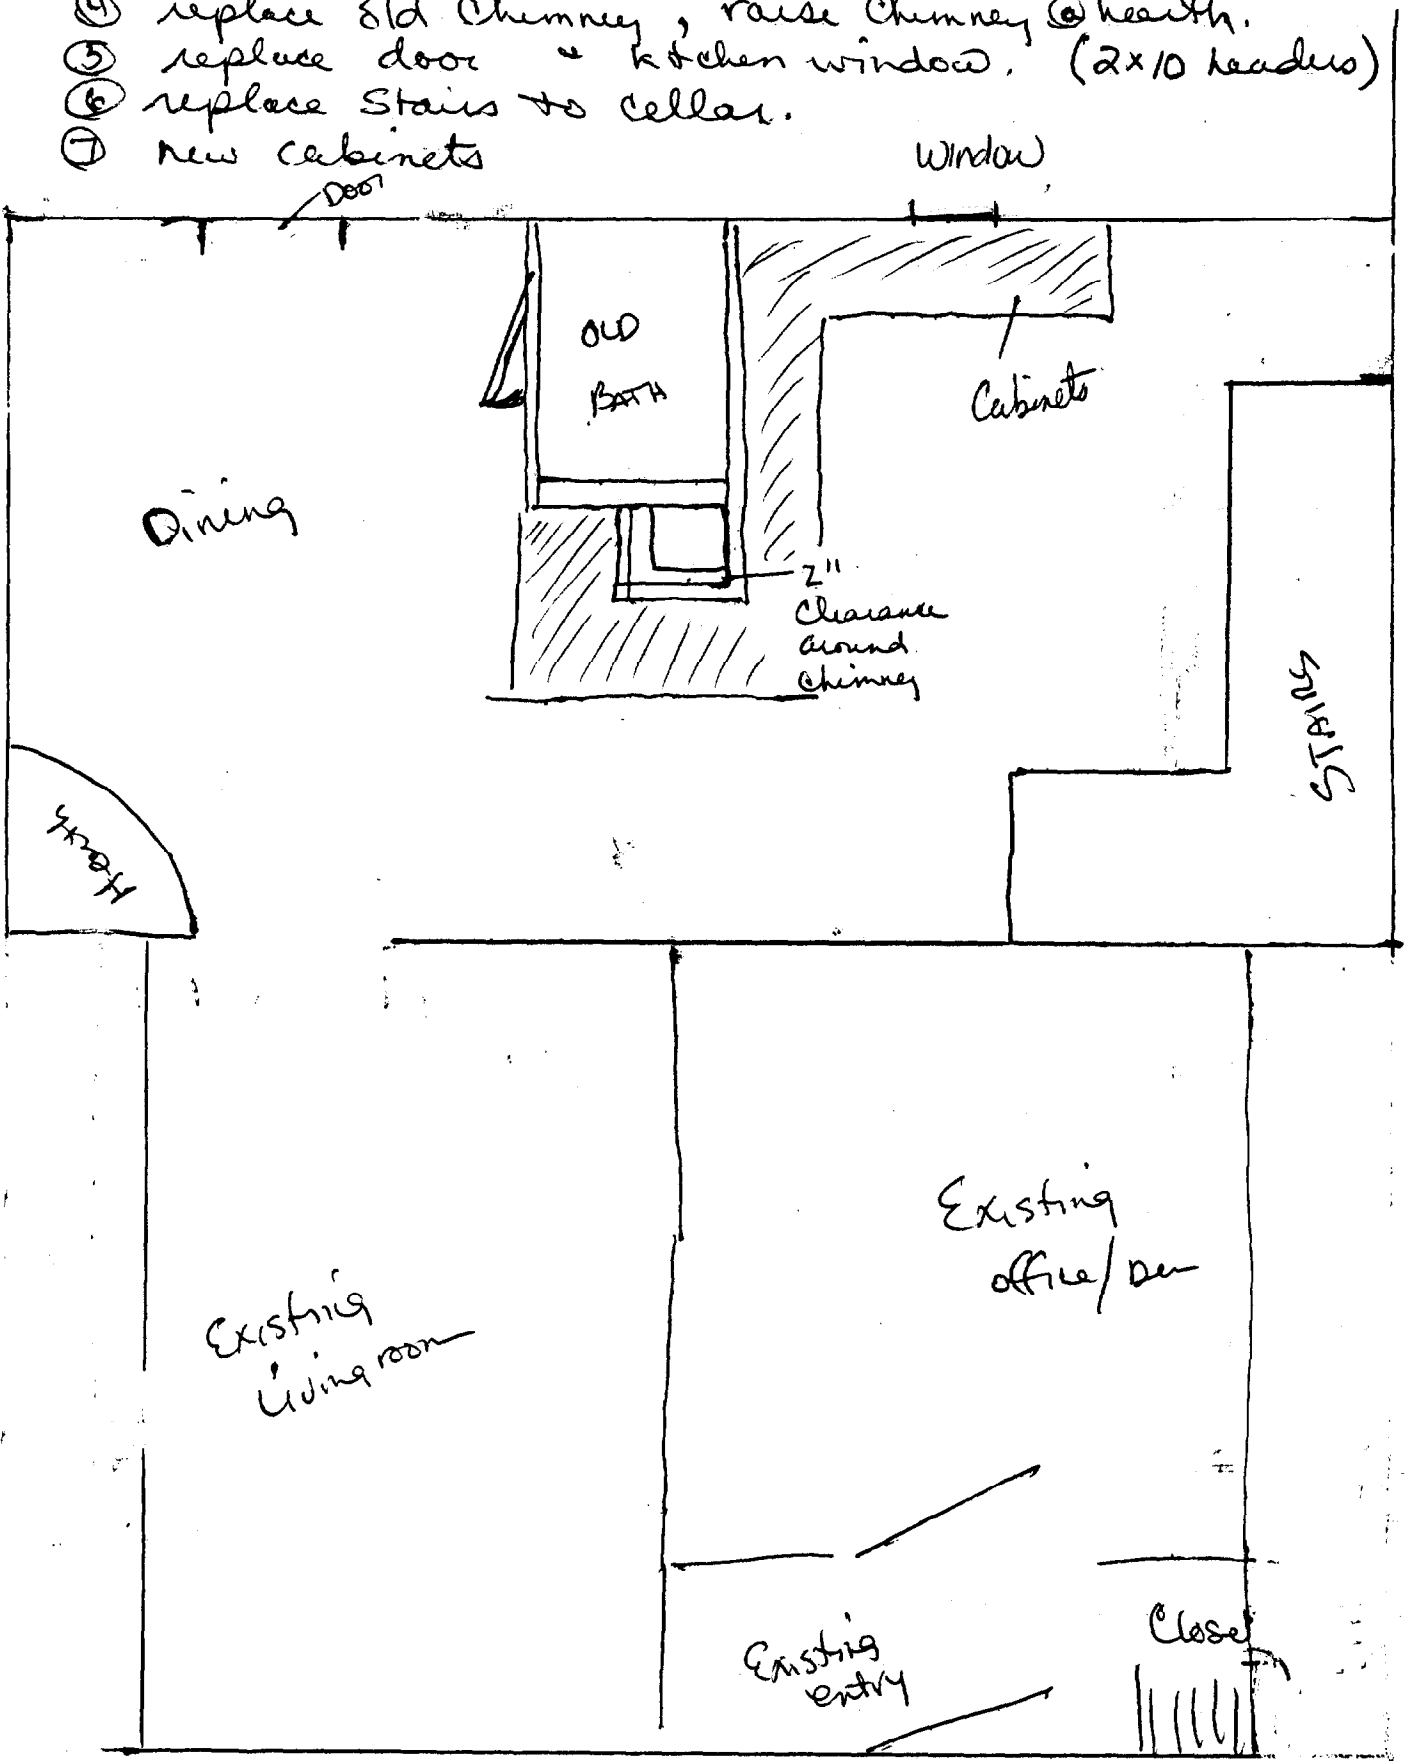 ④ replace old Chimney, raise Chimney @ hearth.
⑤ replace door & kitchen window. (2x10 headers)
⑥ replace Stairs to cellar.
⑦ new cabinets
Window
Door
OLD
BATH
Cabinets
Dining
2"
Clearance
around
chimney
STAIRS
Hearth
Existing
office/Den
Existing
Living room
Closet
Existing
entry